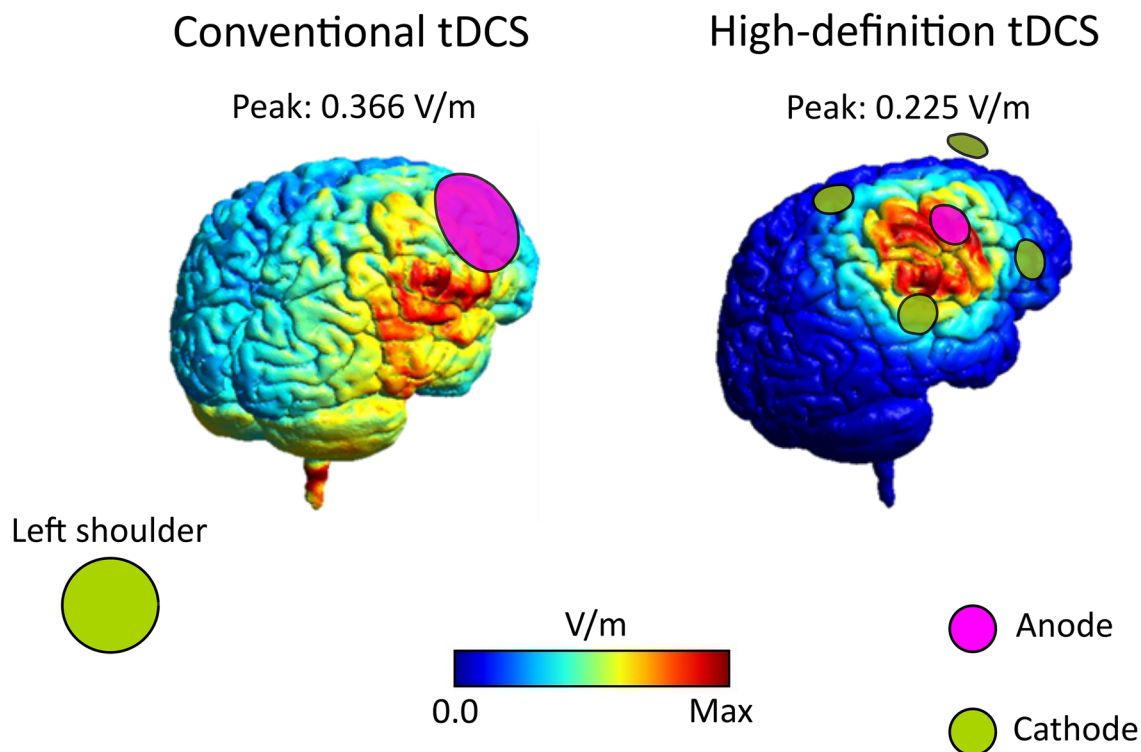 Conventional tDCS
High-definition tDCS
Peak: 0.366 V/m
Peak: 0.225 V/m
Left shoulder
V/m
0.0
Max
Anode
Cathode